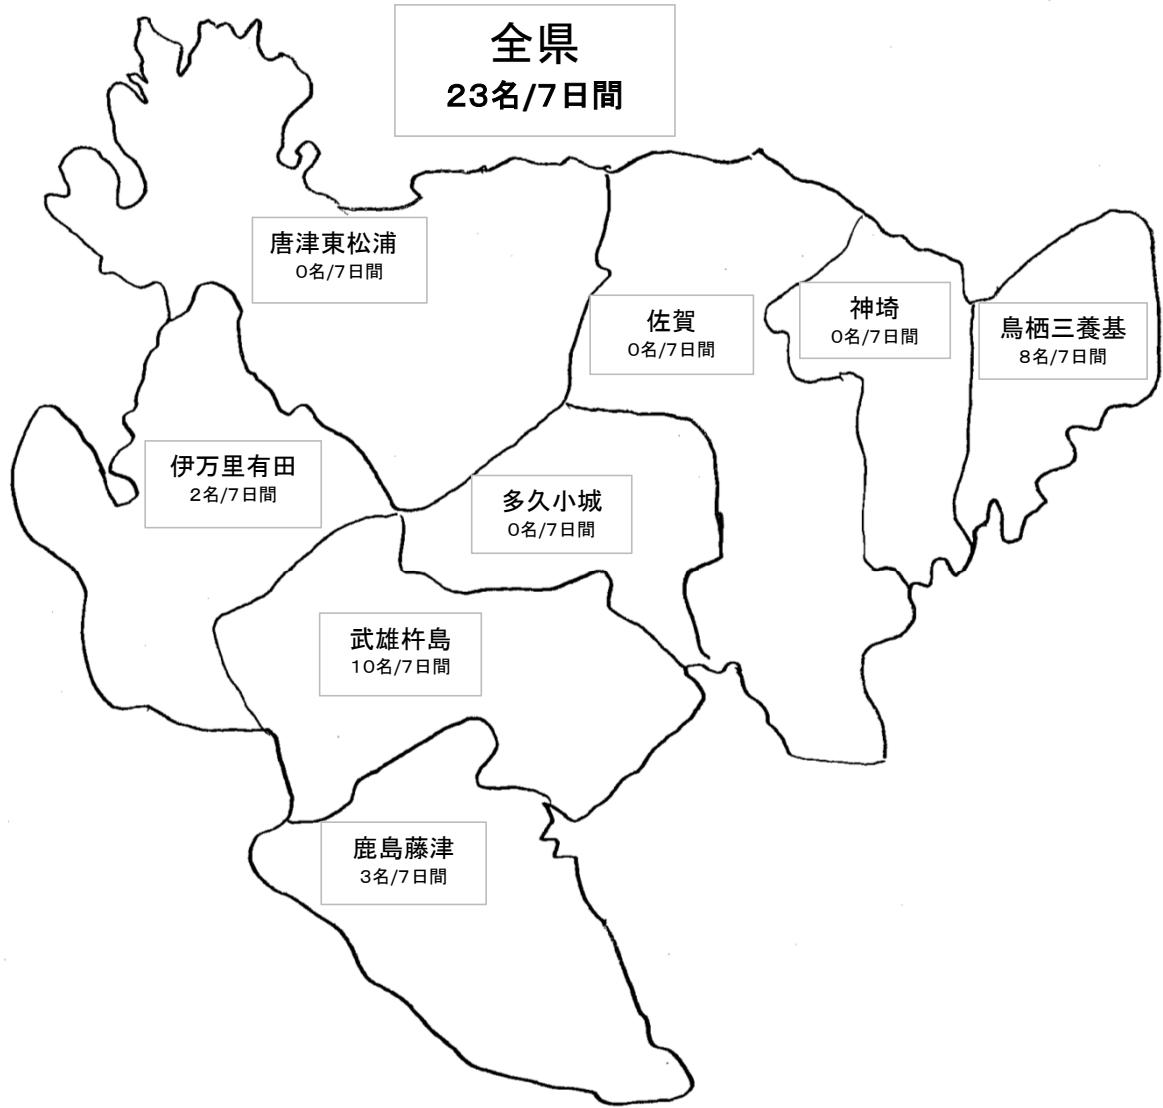 全県
23名/7日間
唐津東松浦
0名/7日間
佐賀
0名/7日間
神埼
0名/7日間
鳥栖三養基
8名/7日間
伊万里有田
2名/7日間
多久小城
0名/7日間
武雄杵島
10名/7日間
鹿島藤津
3名/7日間